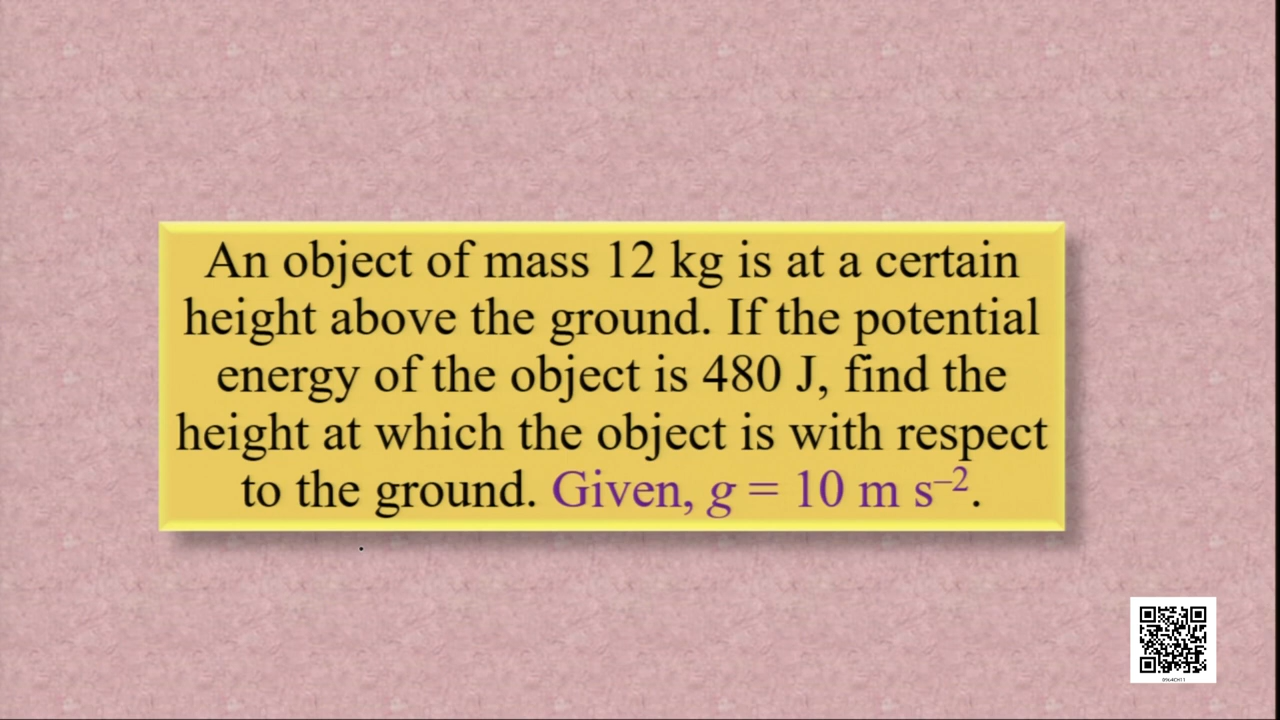 An object of mass 12 kg is at a certain
height above the ground. If the potential
energy of the object is 480 J, find the
height at which the object is with respect
to the ground. Given, g = 10 m s⁻².